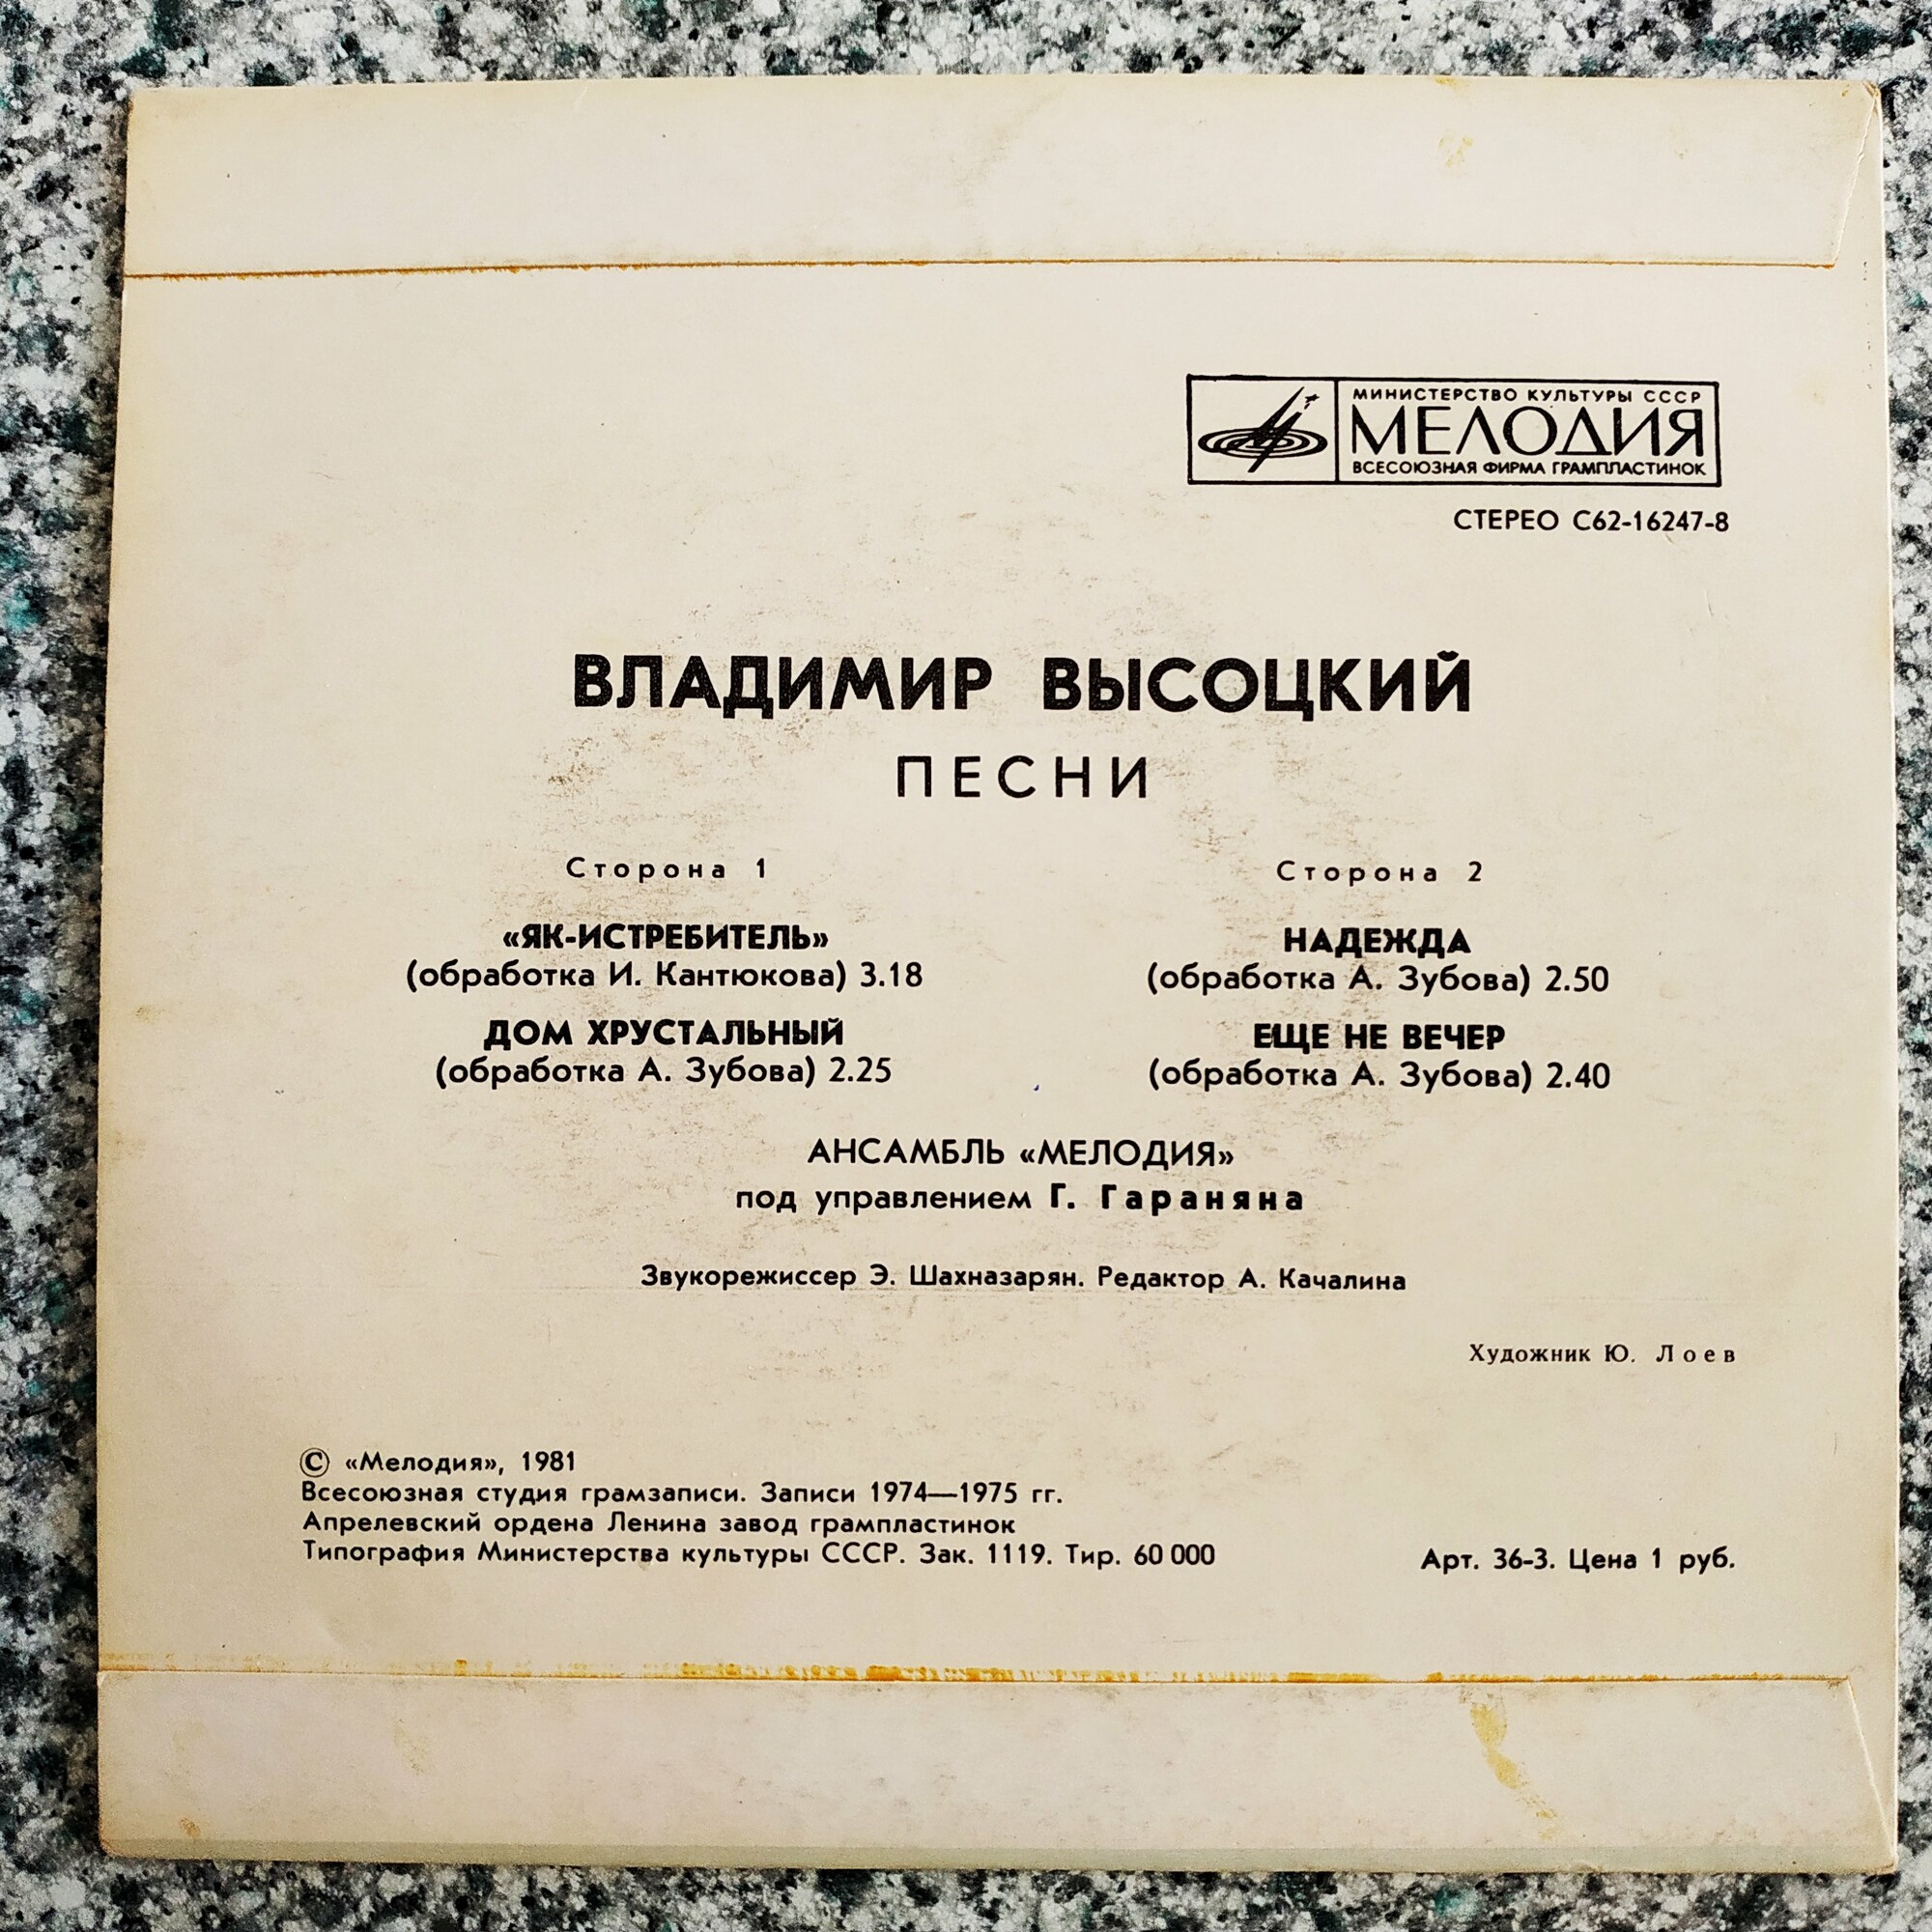 МИНИСТЕРСТВО КУЛЬТУРЫ СССР
МЕЛОДИЯ
ВСЕСОЮЗНАЯ ФИРМА ГРАМПЛАСТИНОК
СТЕРЕО С62-16247-8
ВЛАДИМИР ВЫСОЦКИЙ
ПЕСНИ
Сторона 1
«ЯК-ИСТРЕБИТЕЛЬ»
(обработка И. Кантюкова) 3.18
ДОМ ХРУСТАЛЬНЫЙ
(обработка А. Зубова) 2.25
Сторона 2
НАДЕЖДА
(обработка А. Зубова) 2.50
ЕЩЕ НЕ ВЕЧЕР
(обработка А. Зубова) 2.40
АНСАМБЛЬ «МЕЛОДИЯ»
под управлением Г. Гараняна
Звукорежиссер Э. Шахназарян. Редактор А. Качалина
Художник Ю. Лоев
© «Мелодия», 1981
Всесоюзная студия грамзаписи. Записи 1974—1975 гг.
Апрелевский ордена Ленина завод грампластинок
Типография Министерства культуры СССР. Зак. 1119. Тир. 60 000
Арт. 36-3. Цена 1 руб.